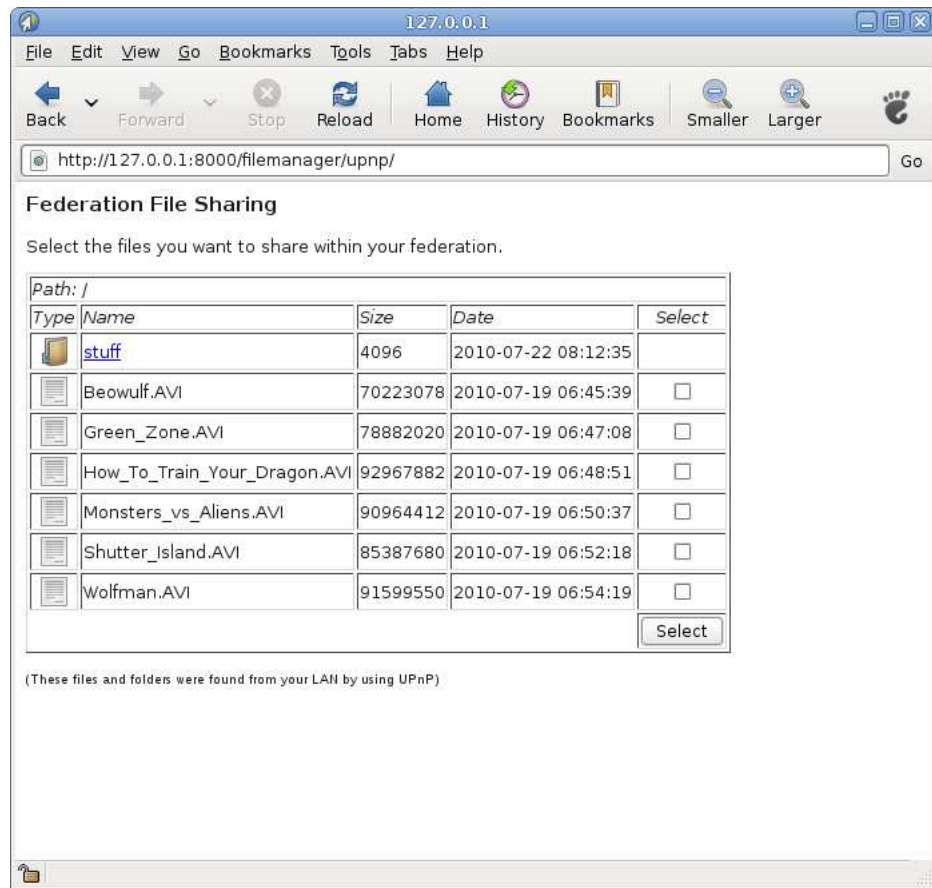 127.0.0.1
File Edit View Go Bookmarks Tools Tabs Help
Back Forward Stop Reload Home History Bookmarks Smaller Larger
http://127.0.0.1:8000/filemanager/upnp/ Go
Federation File Sharing
Select the files you want to share within your federation.
Path: /
Type Name Size Date Select
stuff 4096 2010-07-22 08:12:35
Beowulf.AVI 70223078 2010-07-19 06:45:39
Green_Zone.AVI 78882020 2010-07-19 06:47:08
How_To_Train_Your_Dragon.AVI 92967882 2010-07-19 06:48:51
Monsters_vs_Aliens.AVI 90964412 2010-07-19 06:50:37
Shutter_Island.AVI 85387680 2010-07-19 06:52:18
Wolfman.AVI 91599550 2010-07-19 06:54:19
Select
(These files and folders were found from your LAN by using UPnP)